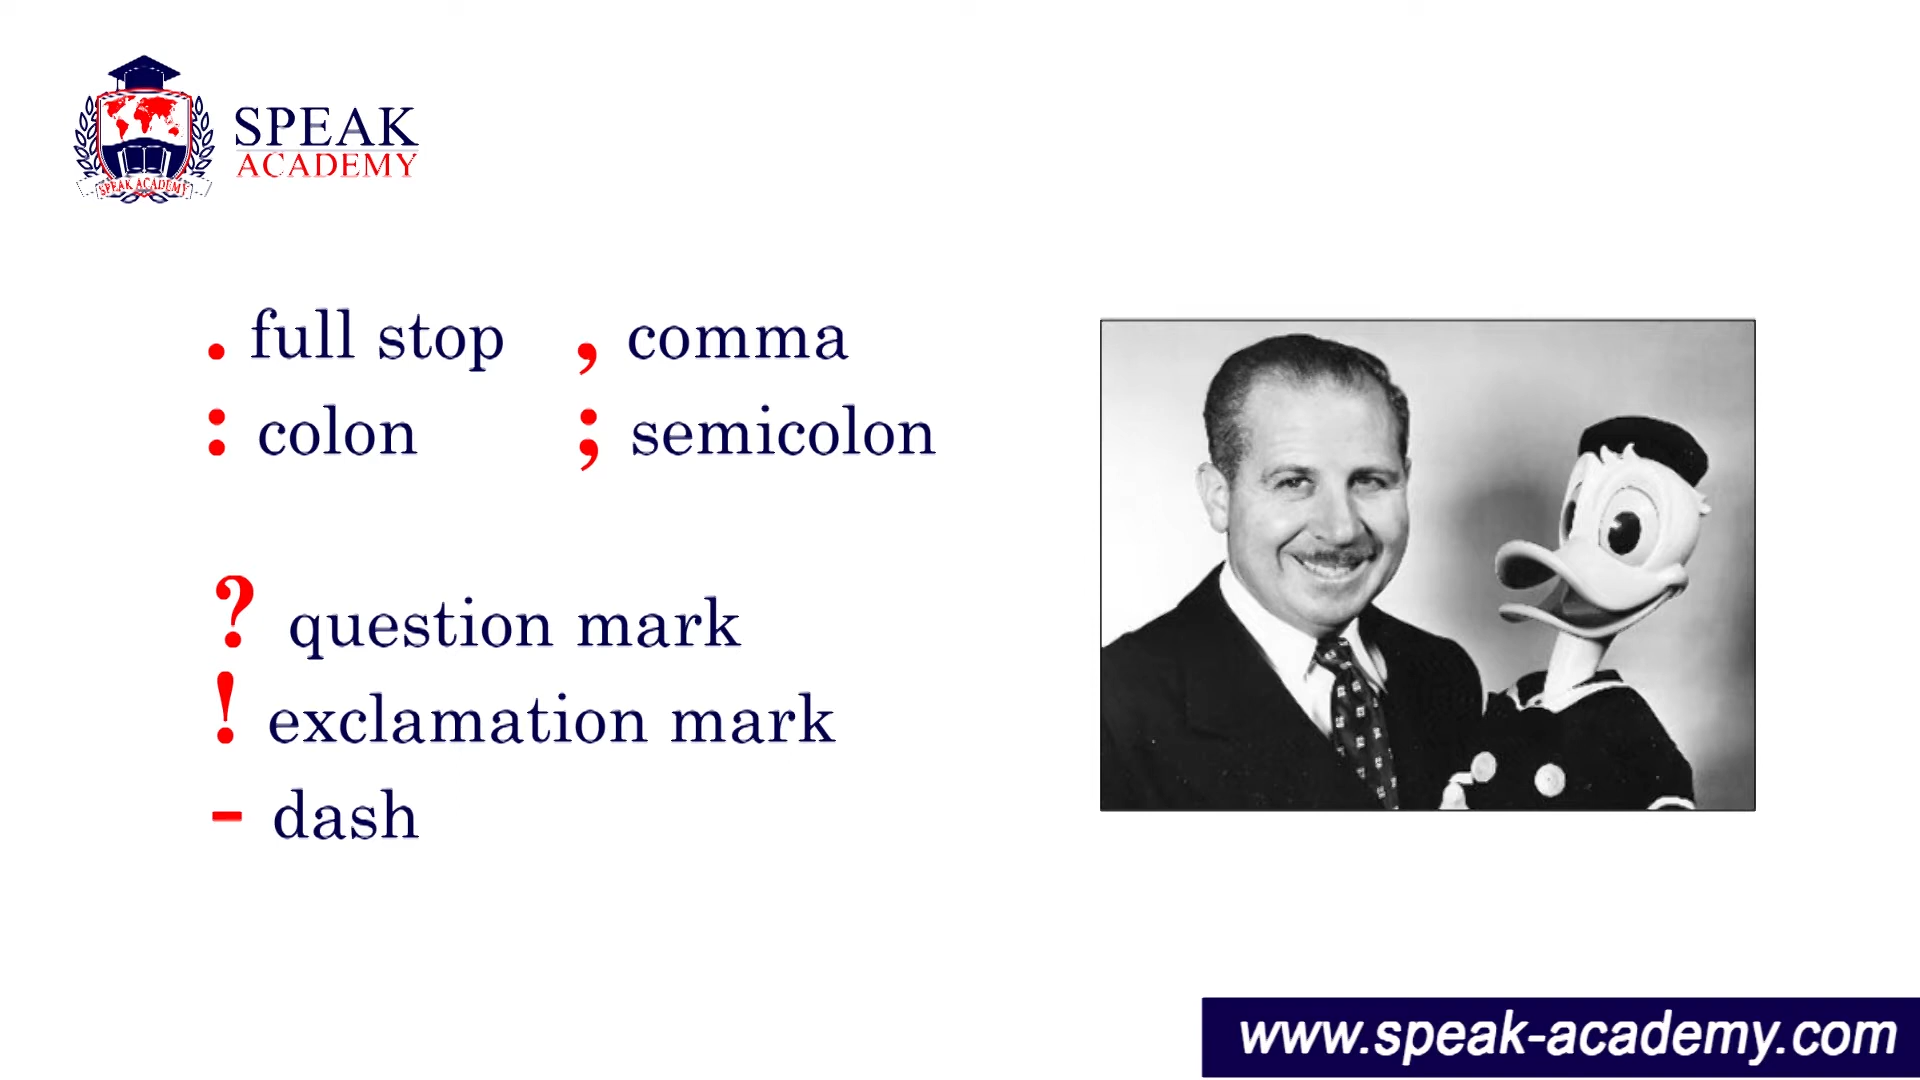 SPEAK
ACADEMY
SPEAK ACADEMY
. full stop , comma
: colon ; semicolon
? question mark
! exclamation mark
- dash
www.speak-academy.com